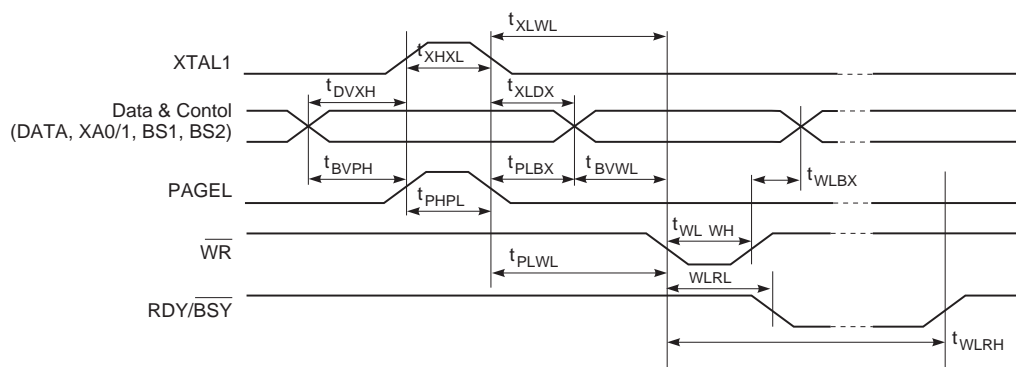 tXLWL
XTAL1
tXHXL
tDVXH
tXLDX
Data & Contol
(DATA, XA0/1, BS1, BS2)
tBVPH
tPLBX
tBVWL
tWLBX
PAGEL
tPHPL
tWL WH
WR
tPLWL
WLRL
RDY/BSY
tWLRH